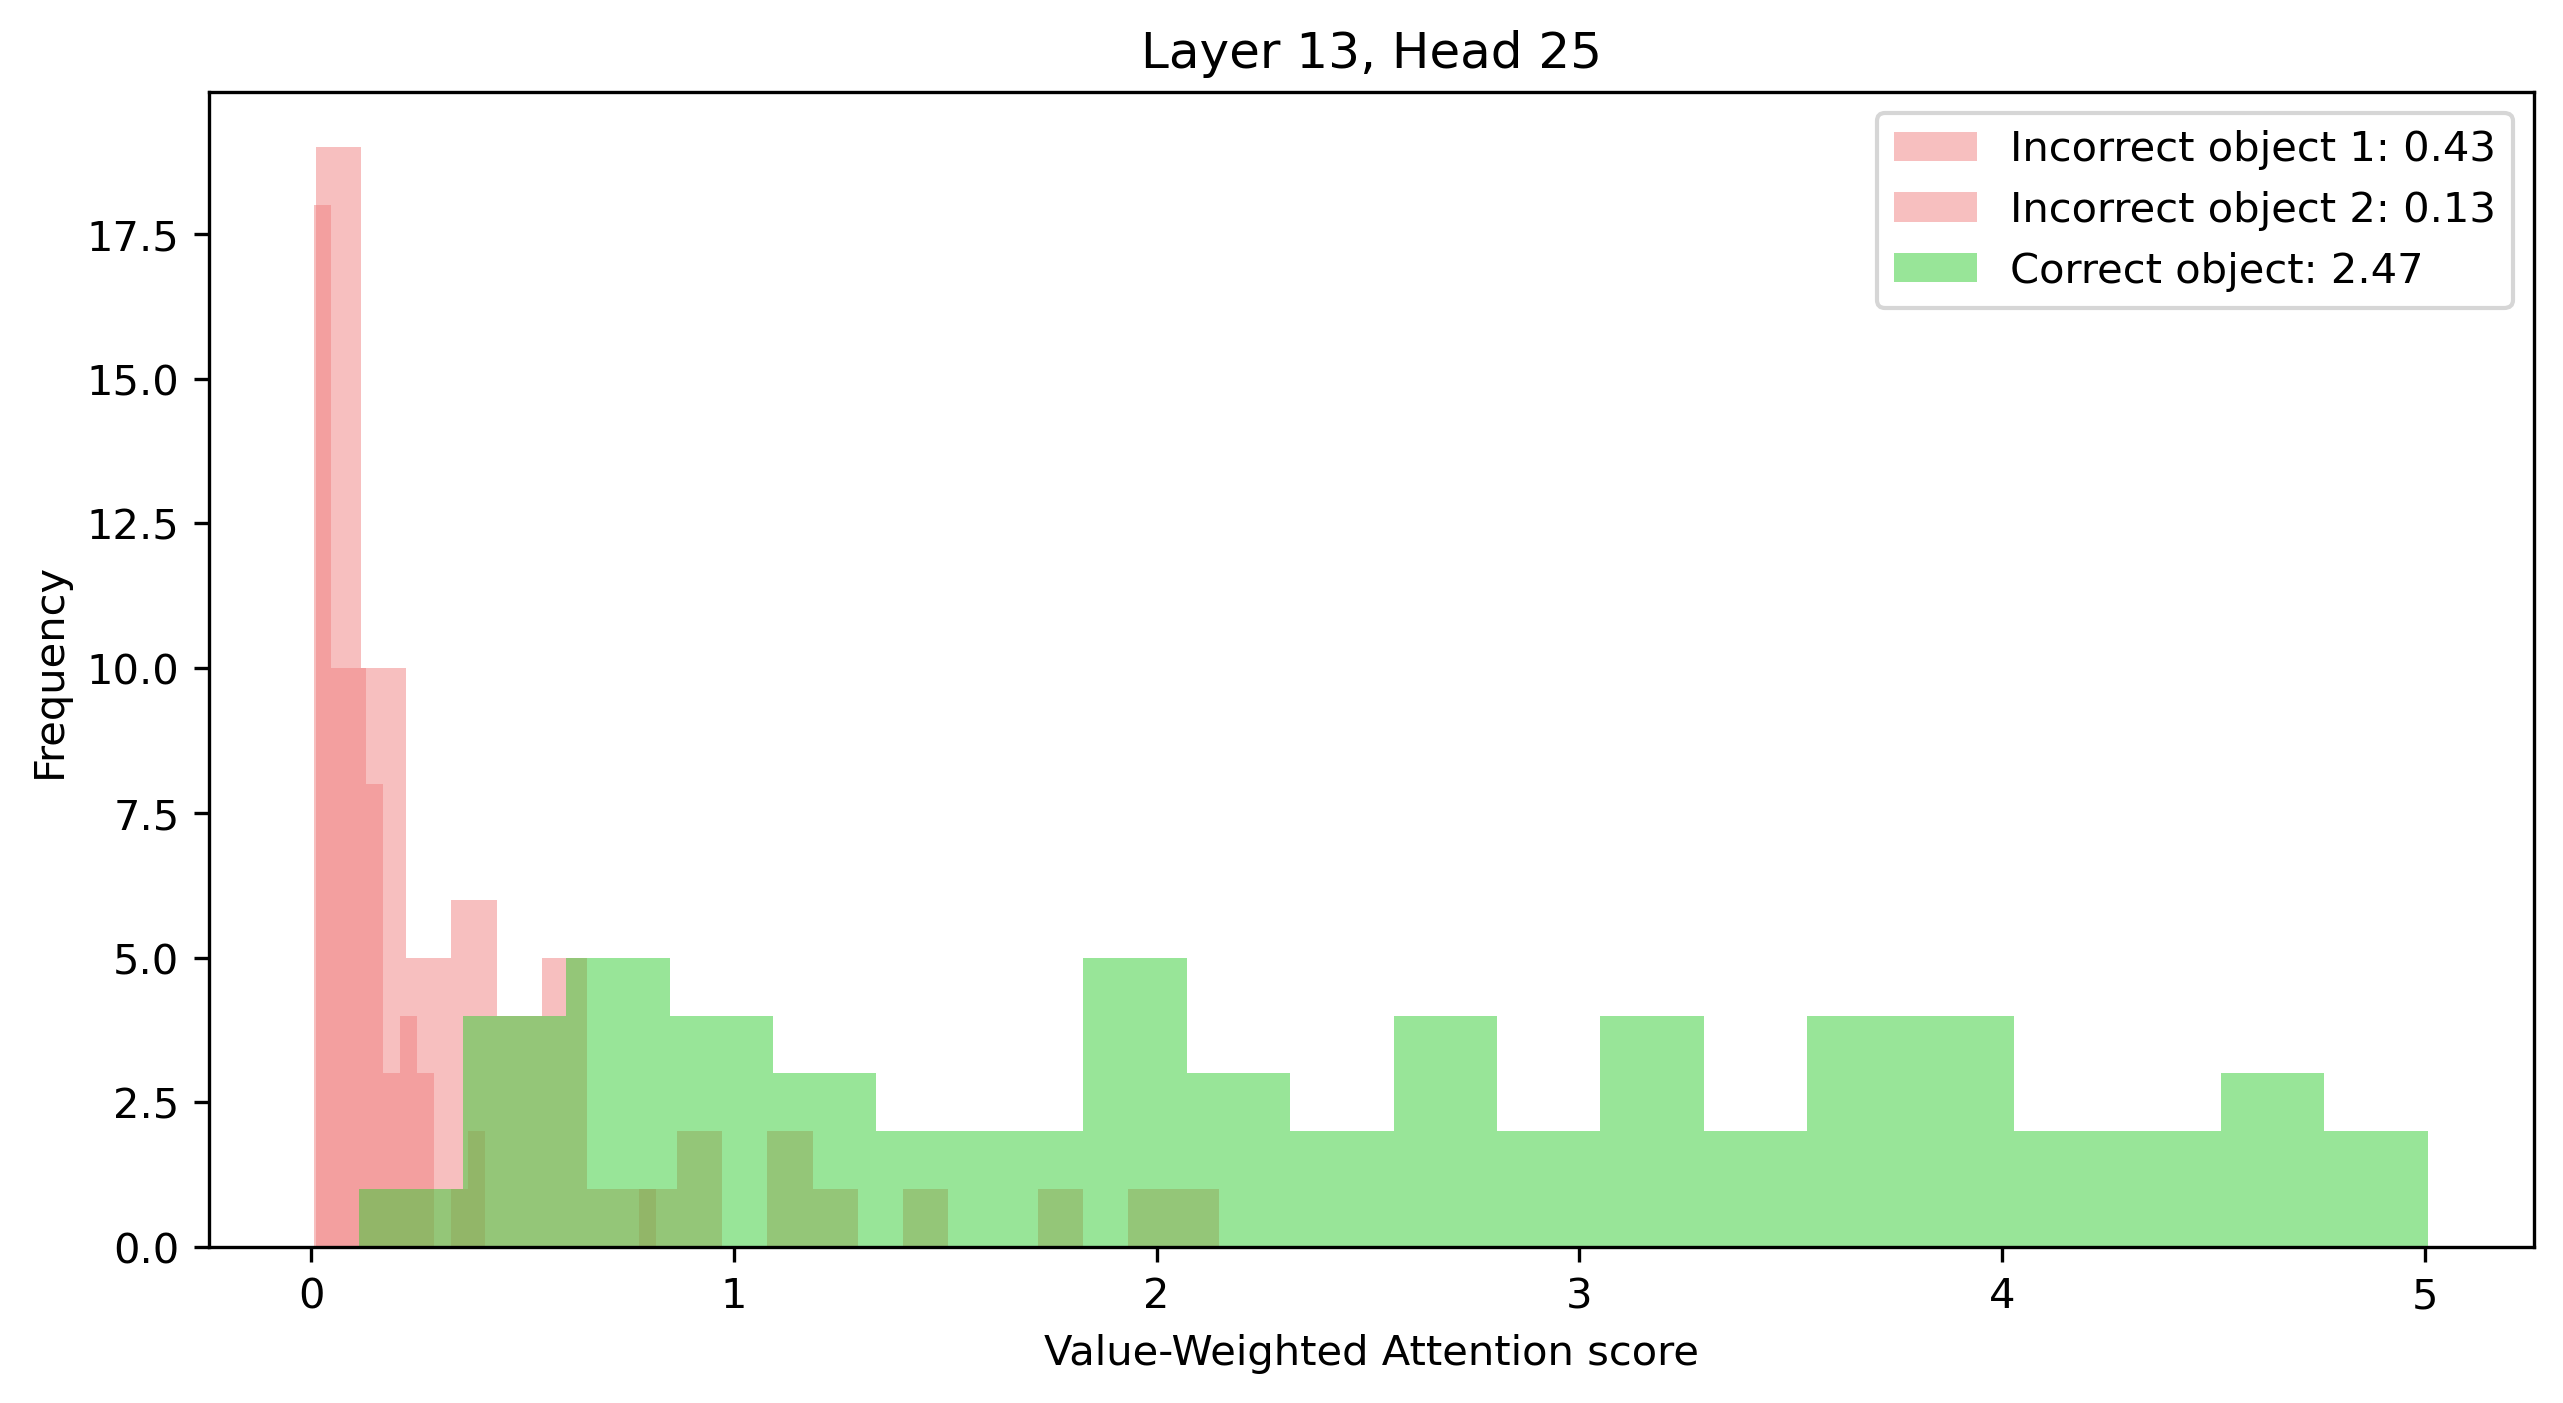 Layer 13, Head 25
Incorrect object 1: 0.43
Incorrect object 2: 0.13
Correct object: 2.47
17.5
15.0
12.5
10.0
7.5
5.0
2.5
0.0
Frequency
0 1 2 3 4 5
Value-Weighted Attention score